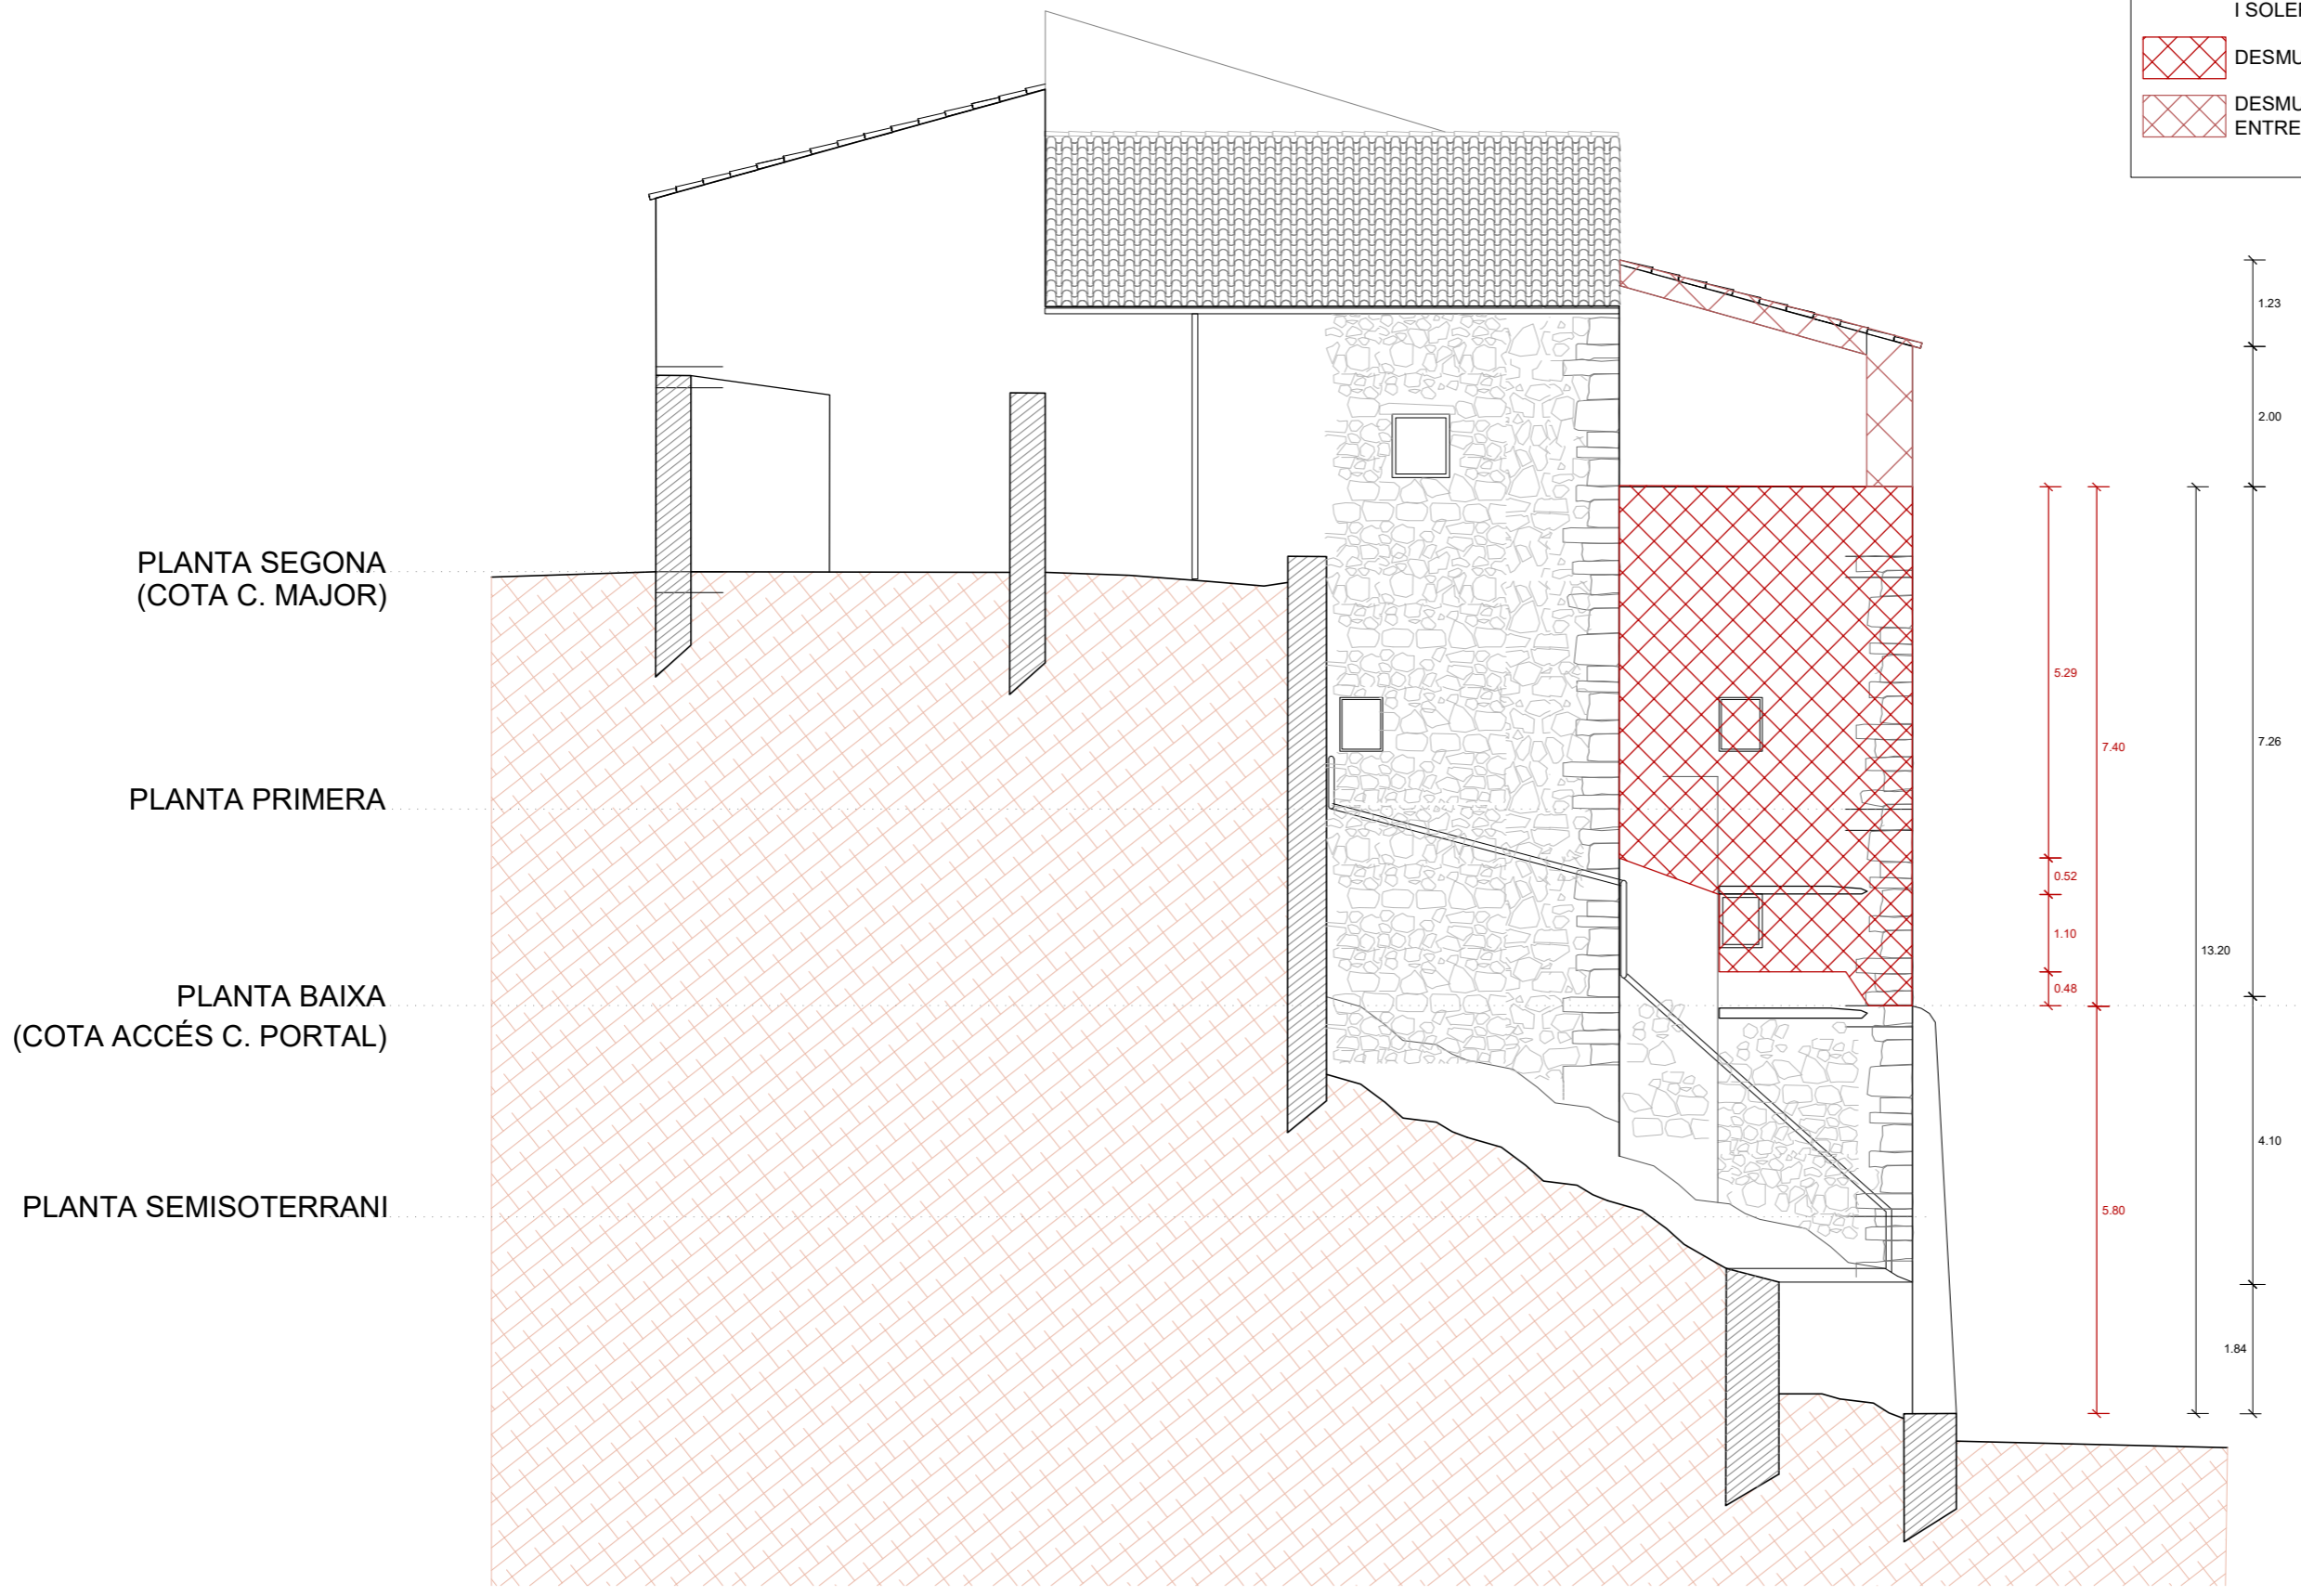 I SOLE
DESMU
DESMU
ENTRE
1.23
2.00
PLANTA SEGONA
(COTA C. MAJOR)
5.29
7.40
7.26
PLANTA PRIMERA
0.52
1.10
13.20
0.48
PLANTA BAIXA
(COTA ACCÉS C. PORTAL)
4.10
PLANTA SEMISOTERRANI
5.80
1.84